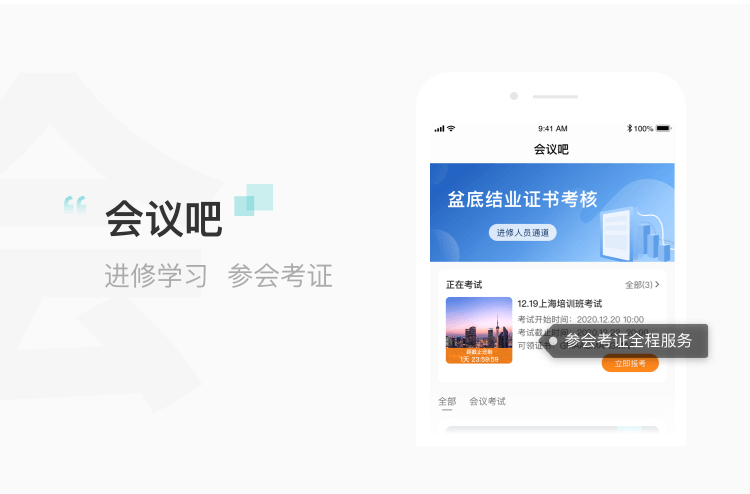 会议吧
进修学习 参会考证
9:41 AM
100%
会议吧
盆底结业证书考核
进修人员通道
正在考试
全部(3)
12.19上海培训班考试
考试开始时间：2020.12.20 10:00
考试截止时间：
可领证书：
距截止还剩
1天 23:59:59
参会考证全程服务
立即报考
全部
会议考试